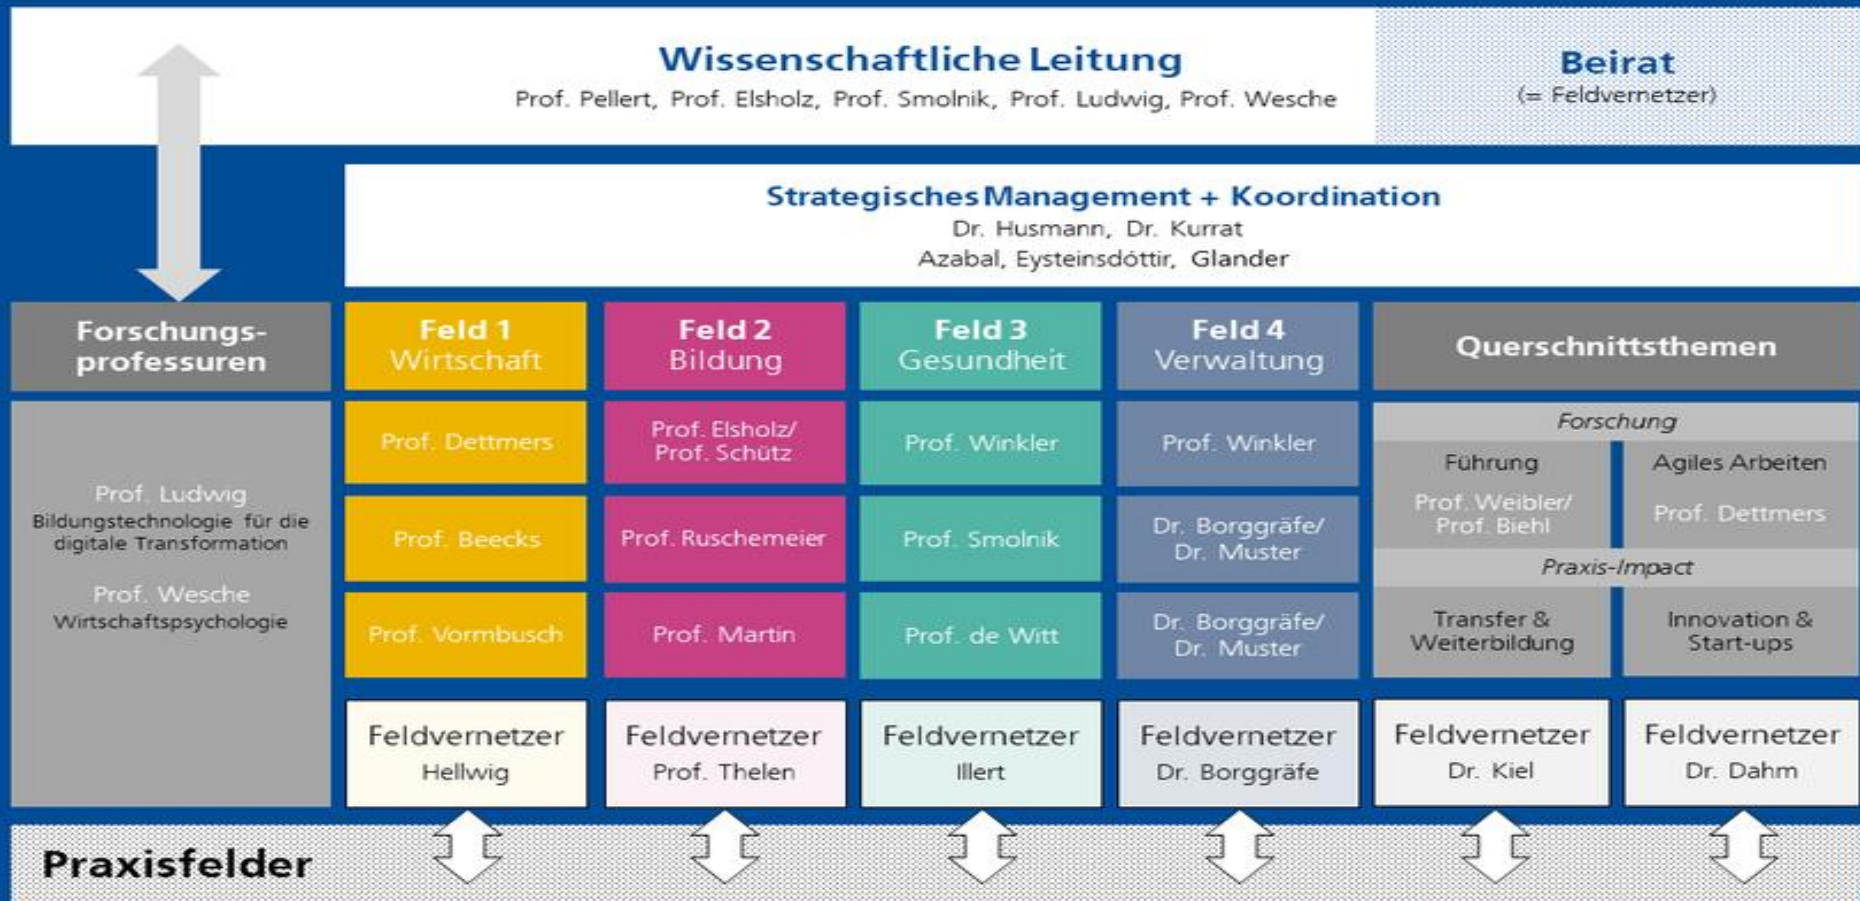 Wissenschaftliche Leitung
Prof. Pellert, Prof. Elsholz, Prof. Smolnik, Prof. Ludwig, Prof. Wesche
Beirat
(= Feldvernetzer)
Strategisches Management + Koordination
Dr. Husmann, Dr. Kurrat
Azabal, Eysteinsdóttir, Glander
Forschungs-
professuren
Prof. Ludwig
Bildungstechnologie für die
digitale Transformation
Prof. Wesche
Wirtschaftspsychologie
Feld 1
Wirtschaft
Prof. Dettmers
Prof. Beecks
Prof. Vormbusch
Feldvernetzer
Hellwig
Feld 2
Bildung
Prof. Elsholz/
Prof. Schütz
Prof. Ruschemeier
Prof. Martin
Feldvernetzer
Prof. Thelen
Feld 3
Gesundheit
Prof. Winkler
Prof. Smolnik
Prof. de Witt
Feldvernetzer
Illert
Feld 4
Verwaltung
Prof. Winkler
Dr. Borggräfe/
Dr. Muster
Dr. Borggräfe/
Dr. Muster
Feldvernetzer
Dr. Borggräfe
Querschnittsthemen
Forschung
Führung
Prof. Weibler/
Prof. Biehl
Agiles Arbeiten
Prof. Dettmers
Praxis-Impact
Transfer &
Weiterbildung
Innovation &
Start-ups
Feldvernetzer
Dr. Kiel
Feldvernetzer
Dr. Dahm
Praxisfelder